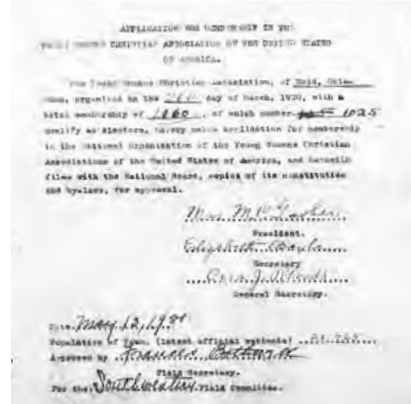 APPLICATION FOR MEMBERSHIP IN THE
YOUNG WOMENS CHRISTIAN ASSOCIATION OF THE UNITED STATES
OF AMERICA.
The Young Womens Christian Association, of Enid, Okla-
homa, organized on the day of March, 1920, with a
total membership of 1060, of which number 1025
qualify as electors, hereby makes application for membership
in the National Organization of the Young Womens Christian
Associations of the United States of America, and herewith
files with the National Board, copies of its constitution
and bylaws, for approval.
Mrs.
President.
Elizabeth
Secretary
General Secretary.
Date May 12, 19
Population of Town. (latest official estimate)
Approved by
Field Secretary.
For the Southwestern Field Committee.